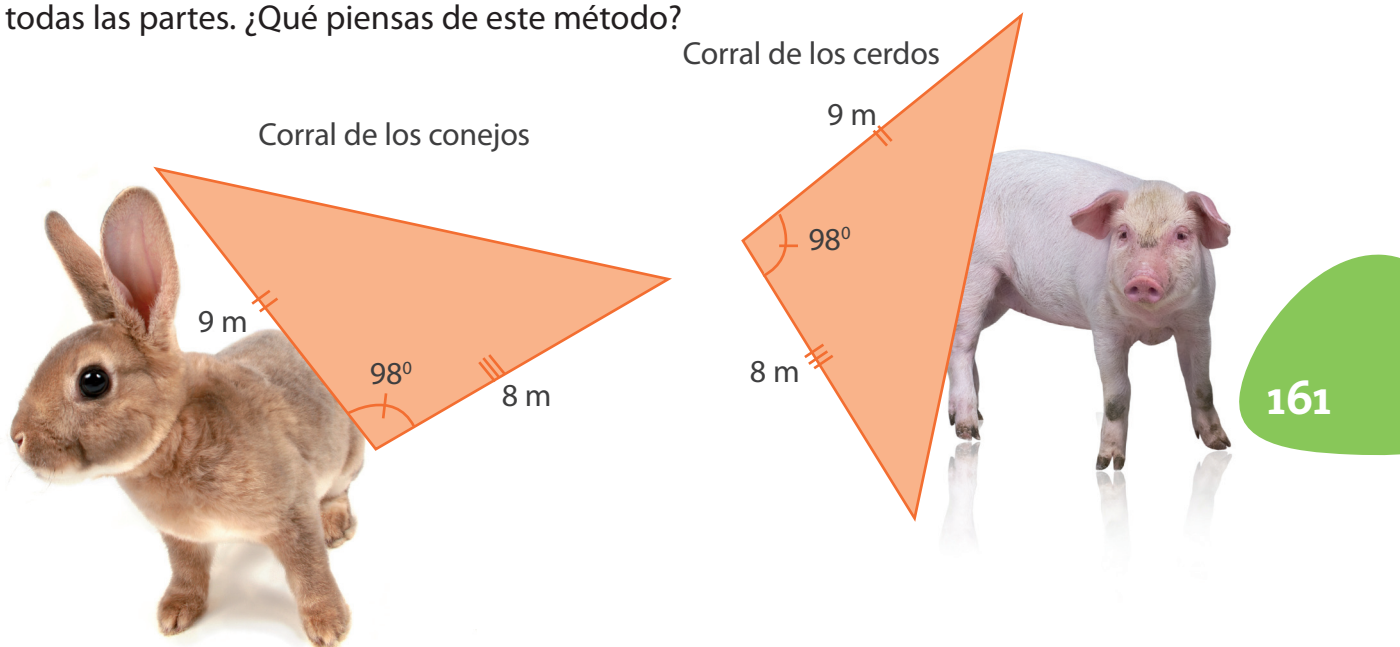 todas las partes. ¿Qué piensas de este método?
Corral de los cerdos
9 m
Corral de los conejos
98⁰
9 m
98⁰
8 m
8 m
161